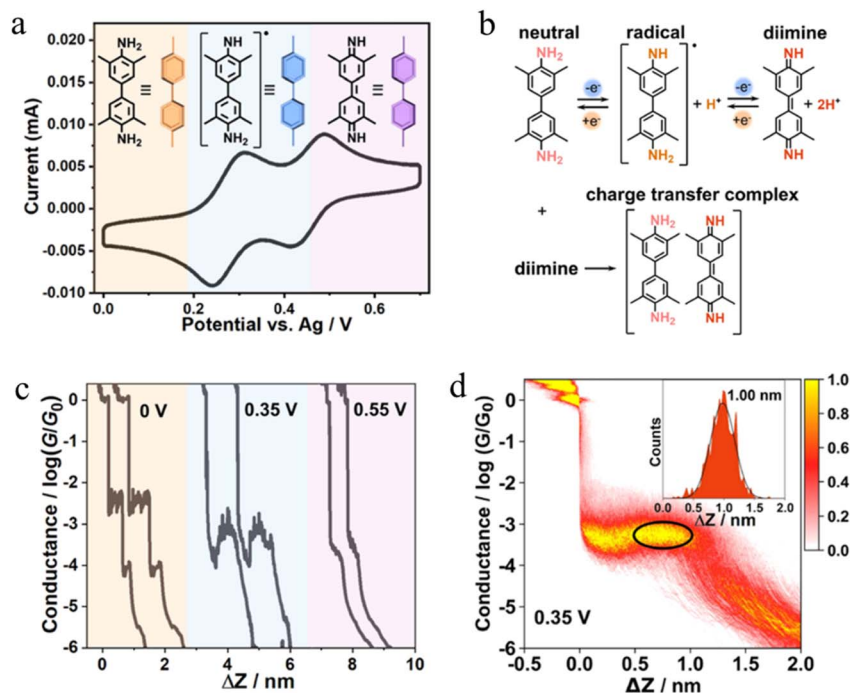 a
0.020
0.015
0.010
0.005
0.000
-0.005
-0.010
Current (mA)
NH₂
NH₂
≡
NH
NH₂
•
≡
NH
NH
≡
0.0 0.2 0.4 0.6
Potential vs. Ag / V
b
neutral radical diimine
NH₂
NH₂
-e⁻
+e⁻
NH
NH₂
•
+ H⁺
-e⁻
+e⁻
NH
NH
+ 2H⁺
+
charge transfer complex
diimine
NH₂ NH
NH₂ NH
c
0
-1
-2
-3
-4
-5
-6
Conductance / log(G/G₀)
0 V 0.35 V 0.55 V
0 2 4 6 8 10
ΔZ / nm
d
0
-1
-2
-3
-4
-5
-6
Conductance / log (G/G₀)
1.00 nm
Counts
0.0 0.5 1.0 1.5 2.0
ΔZ / nm
0.35 V
-0.5 0.0 0.5 1.0 1.5 2.0
ΔZ / nm
1.0
0.8
0.6
0.4
0.2
0.0